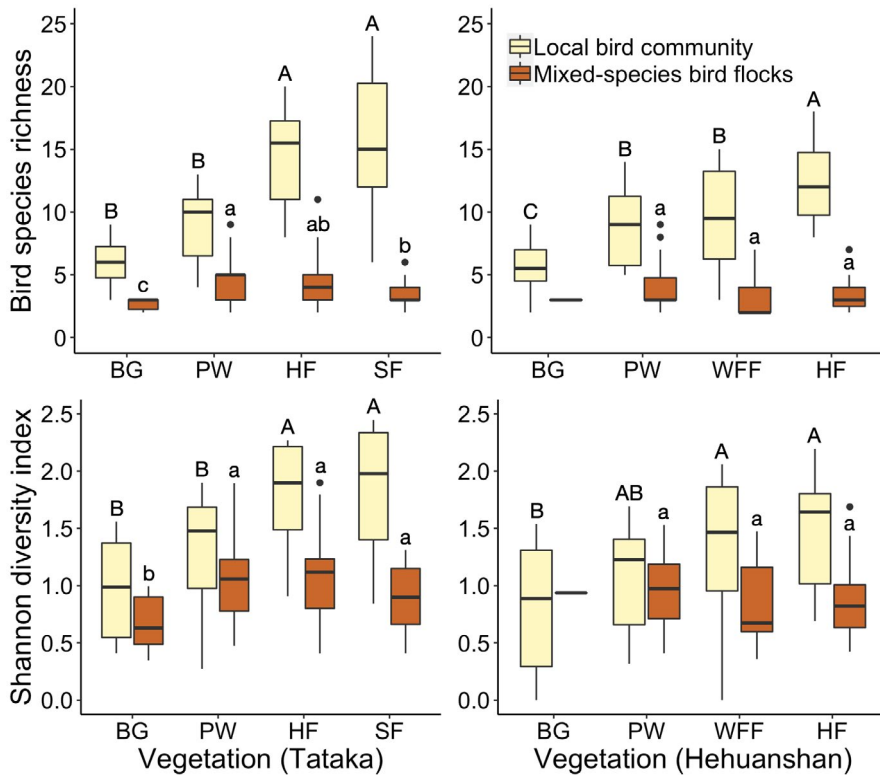 Bird species richness
25
20
15
10
5
0
B
c
B
a
A
ab
A
b
BG PW HF SF
Local bird community
Mixed-species bird flocks
25
20
15
10
5
0
C
B
a
B
a
A
a
BG PW WFF HF
Shannon diversity index
2.5
2.0
1.5
1.0
0.5
0.0
B
b
B
a
A
a
A
a
BG PW HF SF
Vegetation (Tataka)
2.5
2.0
1.5
1.0
0.5
0.0
B
AB
a
A
a
A
a
BG PW WFF HF
Vegetation (Hehuanshan)